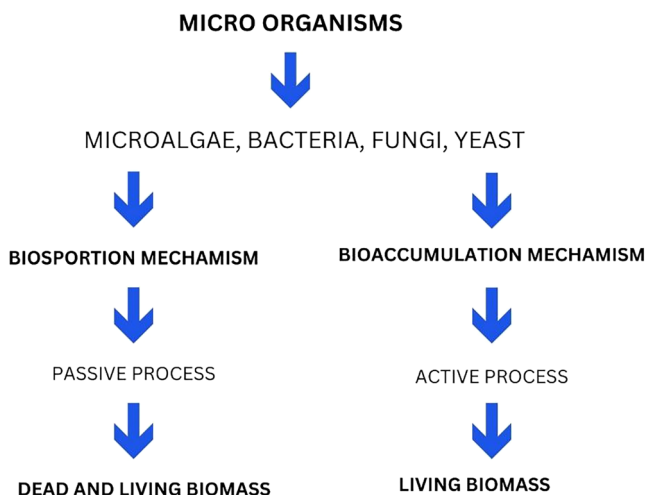 MICRO ORGANISMS
MICROALGAE, BACTERIA, FUNGI, YEAST
BIOSPORTION MECHAMISM
BIOACCUMULATION MECHAMISM
PASSIVE PROCESS
ACTIVE PROCESS
DEAD AND LIVING BIOMASS
LIVING BIOMASS